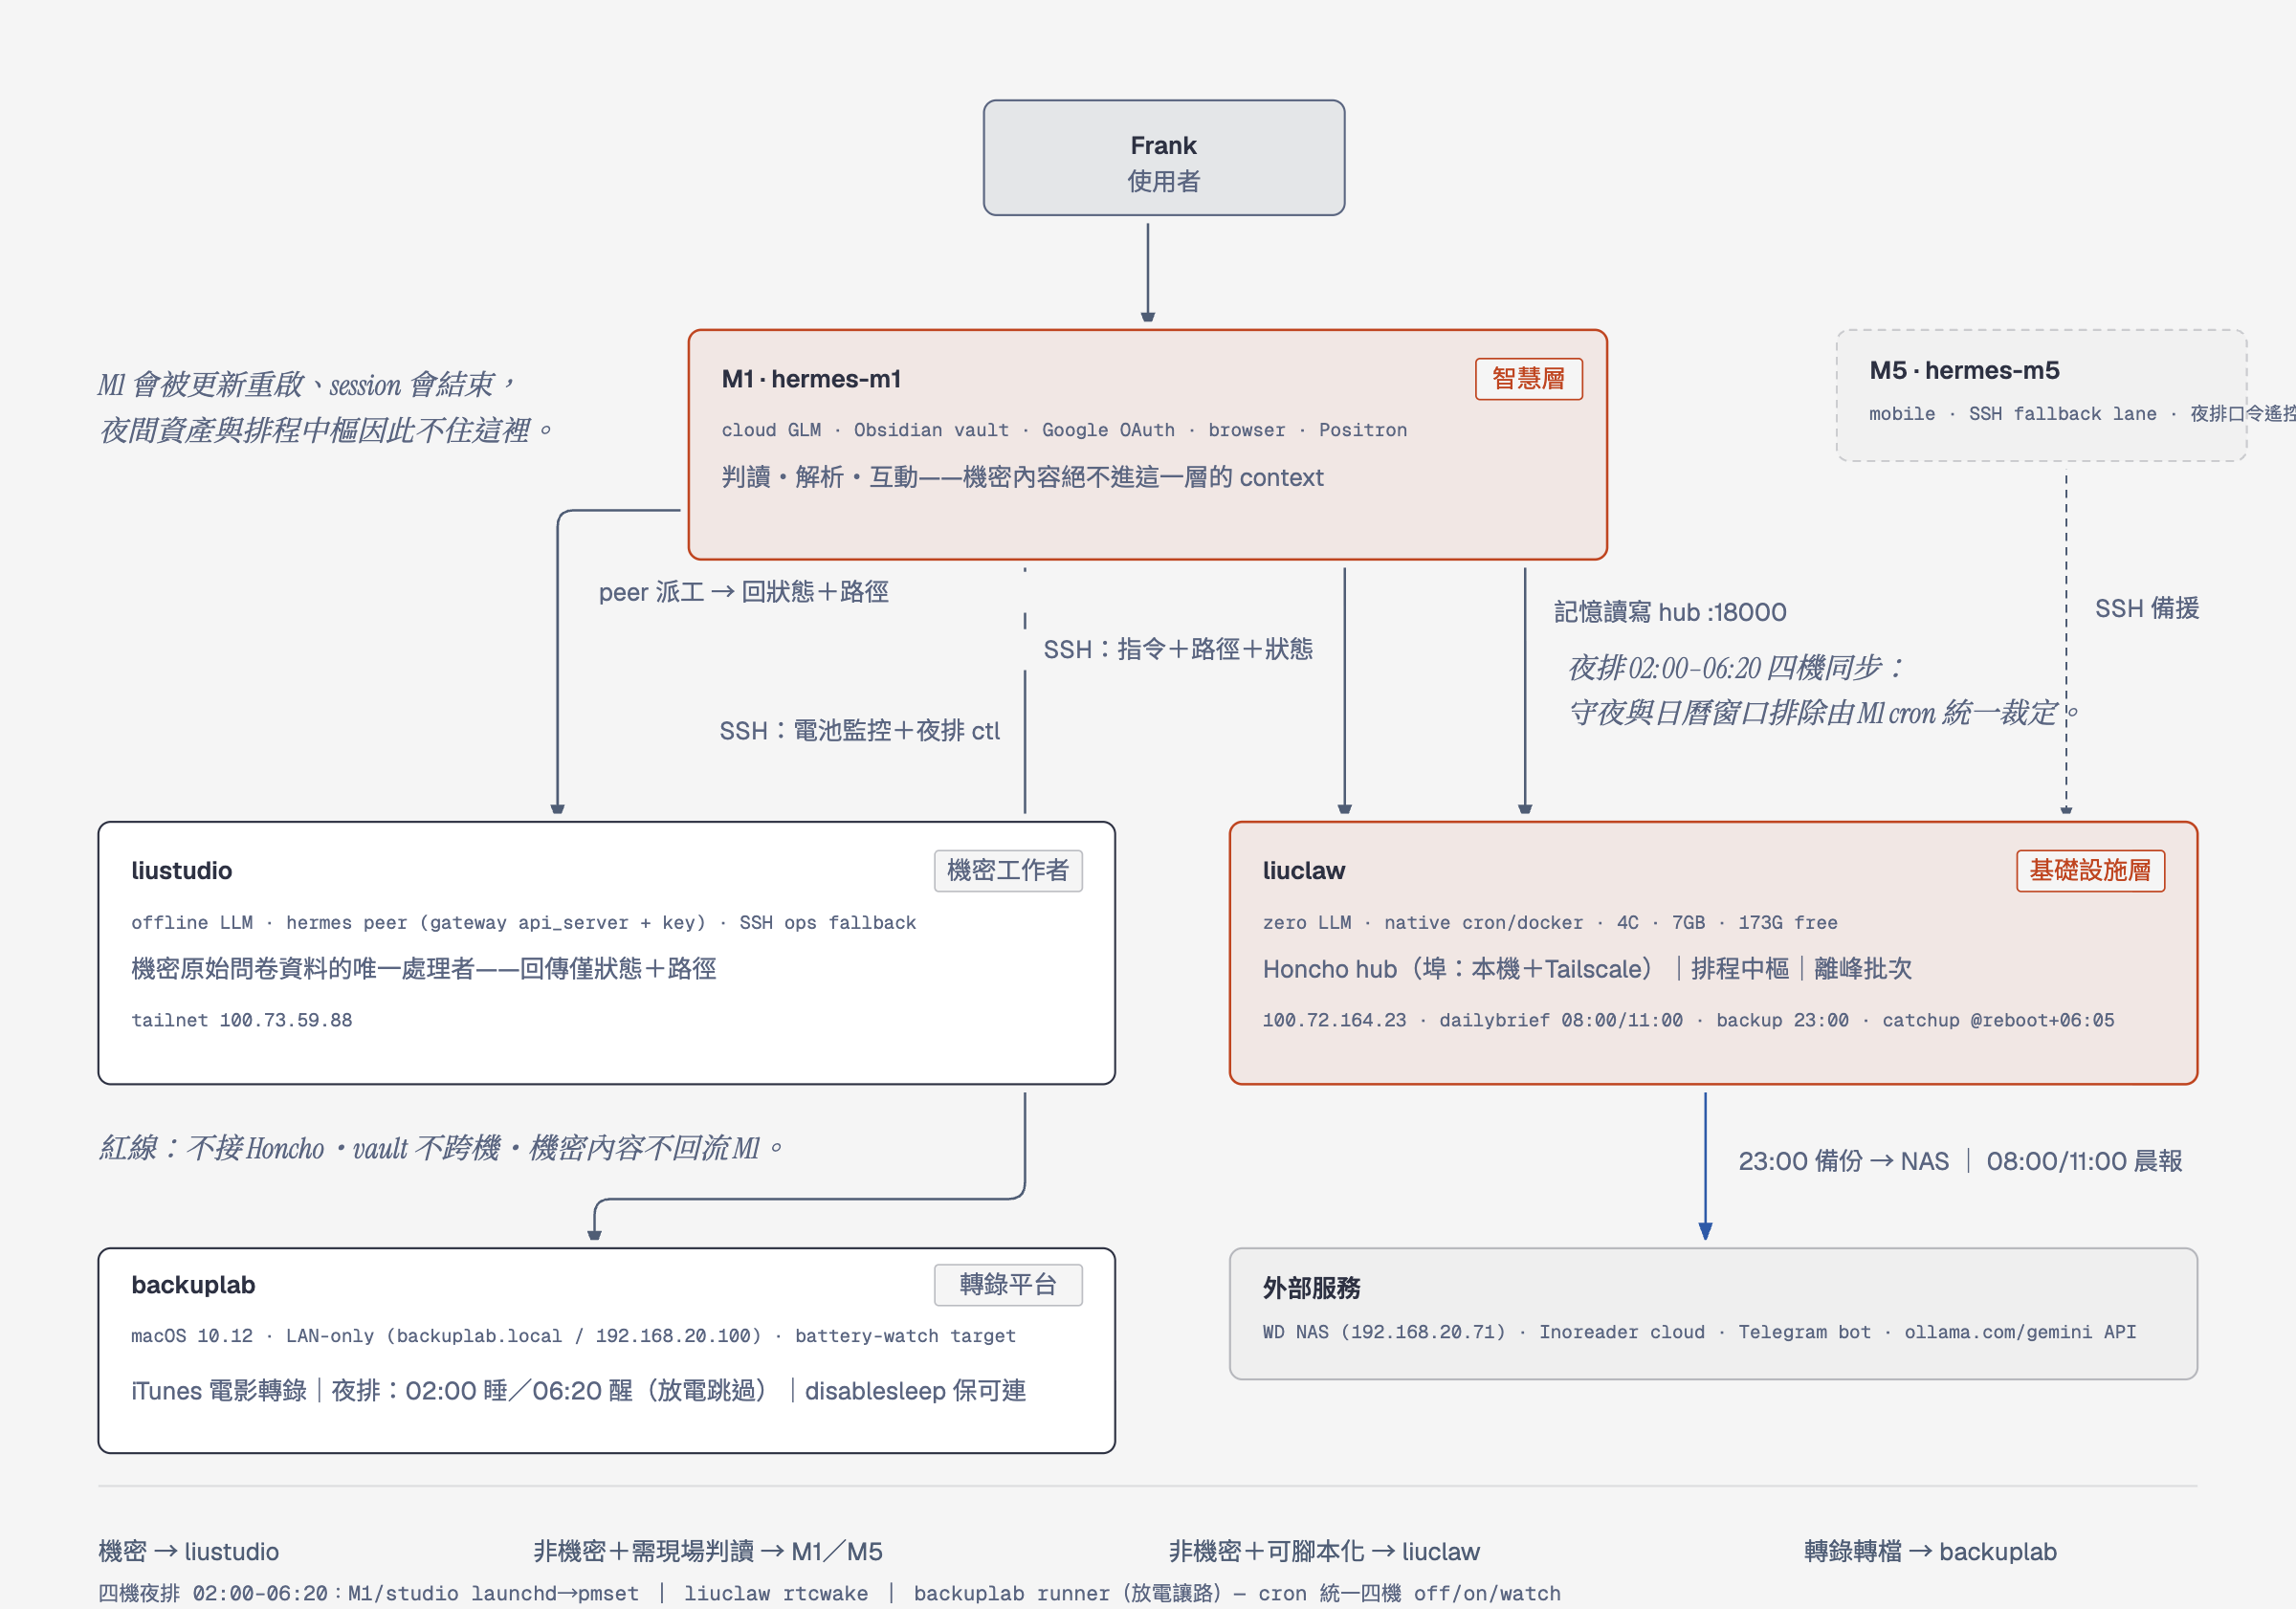 Frank
使用者
M1 會被更新重啟、session 會結束，
夜間資產與排程中樞因此不住這裡。
M1 · hermes-m1
智慧層
cloud GLM · Obsidian vault · Google OAuth · browser · Positron
判讀・解析・互動——機密內容絕不進這一層的 context
M5 · hermes-m5
mobile · SSH fallback lane · 夜排口令遙控
peer 派工 → 回狀態＋路徑
SSH：指令＋路徑＋狀態
SSH：電池監控＋夜排 ctl
記憶讀寫 hub :18000
SSH 備援
夜排 02:00–06:20 四機同步：
守夜與日曆窗口排除由 M1 cron 統一裁定。
liustudio
機密工作者
offline LLM · hermes peer (gateway api_server + key) · SSH ops fallback
機密原始問卷資料的唯一處理者——回傳僅狀態＋路徑
tailnet 100.73.59.88
liuclaw
基礎設施層
zero LLM · native cron/docker · 4C · 7GB · 173G free
Honcho hub（埠：本機＋Tailscale）｜排程中樞｜離峰批次
100.72.164.23 · dailybrief 08:00/11:00 · backup 23:00 · catchup @reboot+06:05
紅線：不接 Honcho・vault 不跨機・機密內容不回流 M1。
23:00 備份 → NAS ｜ 08:00/11:00 晨報
backuplab
轉錄平台
macOS 10.12 · LAN-only (backuplab.local / 192.168.20.100) · battery-watch target
iTunes 電影轉錄｜夜排：02:00 睡／06:20 醒（放電跳過）｜disablesleep 保可連
外部服務
WD NAS (192.168.20.71) · Inoreader cloud · Telegram bot · ollama.com/gemini API
機密 → liustudio
非機密＋需現場判讀 → M1／M5
非機密＋可腳本化 → liuclaw
轉錄轉檔 → backuplab
四機夜排 02:00–06:20：M1/studio launchd→pmset ｜ liuclaw rtcwake ｜ backuplab runner（放電讓路）— cron 統一四機 off/on/watch